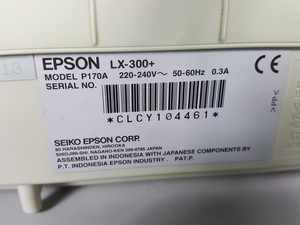 13
EPSON LX-300+
MODEL P170A 220-240V~ 50-60Hz 0.3A
SERIAL NO.
*CLCY104461*
SEIKO EPSON CORP.
80 HARASHINDEN, HIROOKA
SHIOJIRI-SHI, NAGANO-KEN 399-0785 JAPAN
ASSEMBLED IN INDONESIA WITH JAPANESE COMPONENTS BY
P.T. INDONESIA EPSON INDUSTRY . PAT.P.
CE